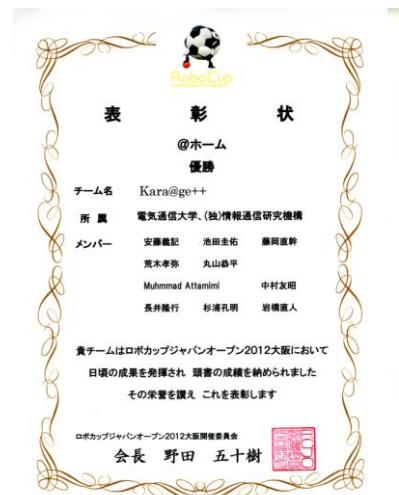 RoboCup
表彰状
@ホーム
優勝
チーム名 Kara@ge++
所属 電気通信大学、(独)情報通信研究機構
メンバー 安藤義記 池田圭佑 藤岡直幹
荒木孝弥 丸山恭平
Muhmmad Attamimi 中村友昭
長井隆行 杉浦孔明 岩橋直人
貴チームはロボカップジャパンオープン2012大阪において
日頃の成果を発揮され 頭書の成績を納められました
その栄誉を讃え これを表彰します
ロボカップジャパンオープン2012大阪開催委員会
会長 野田 五十樹